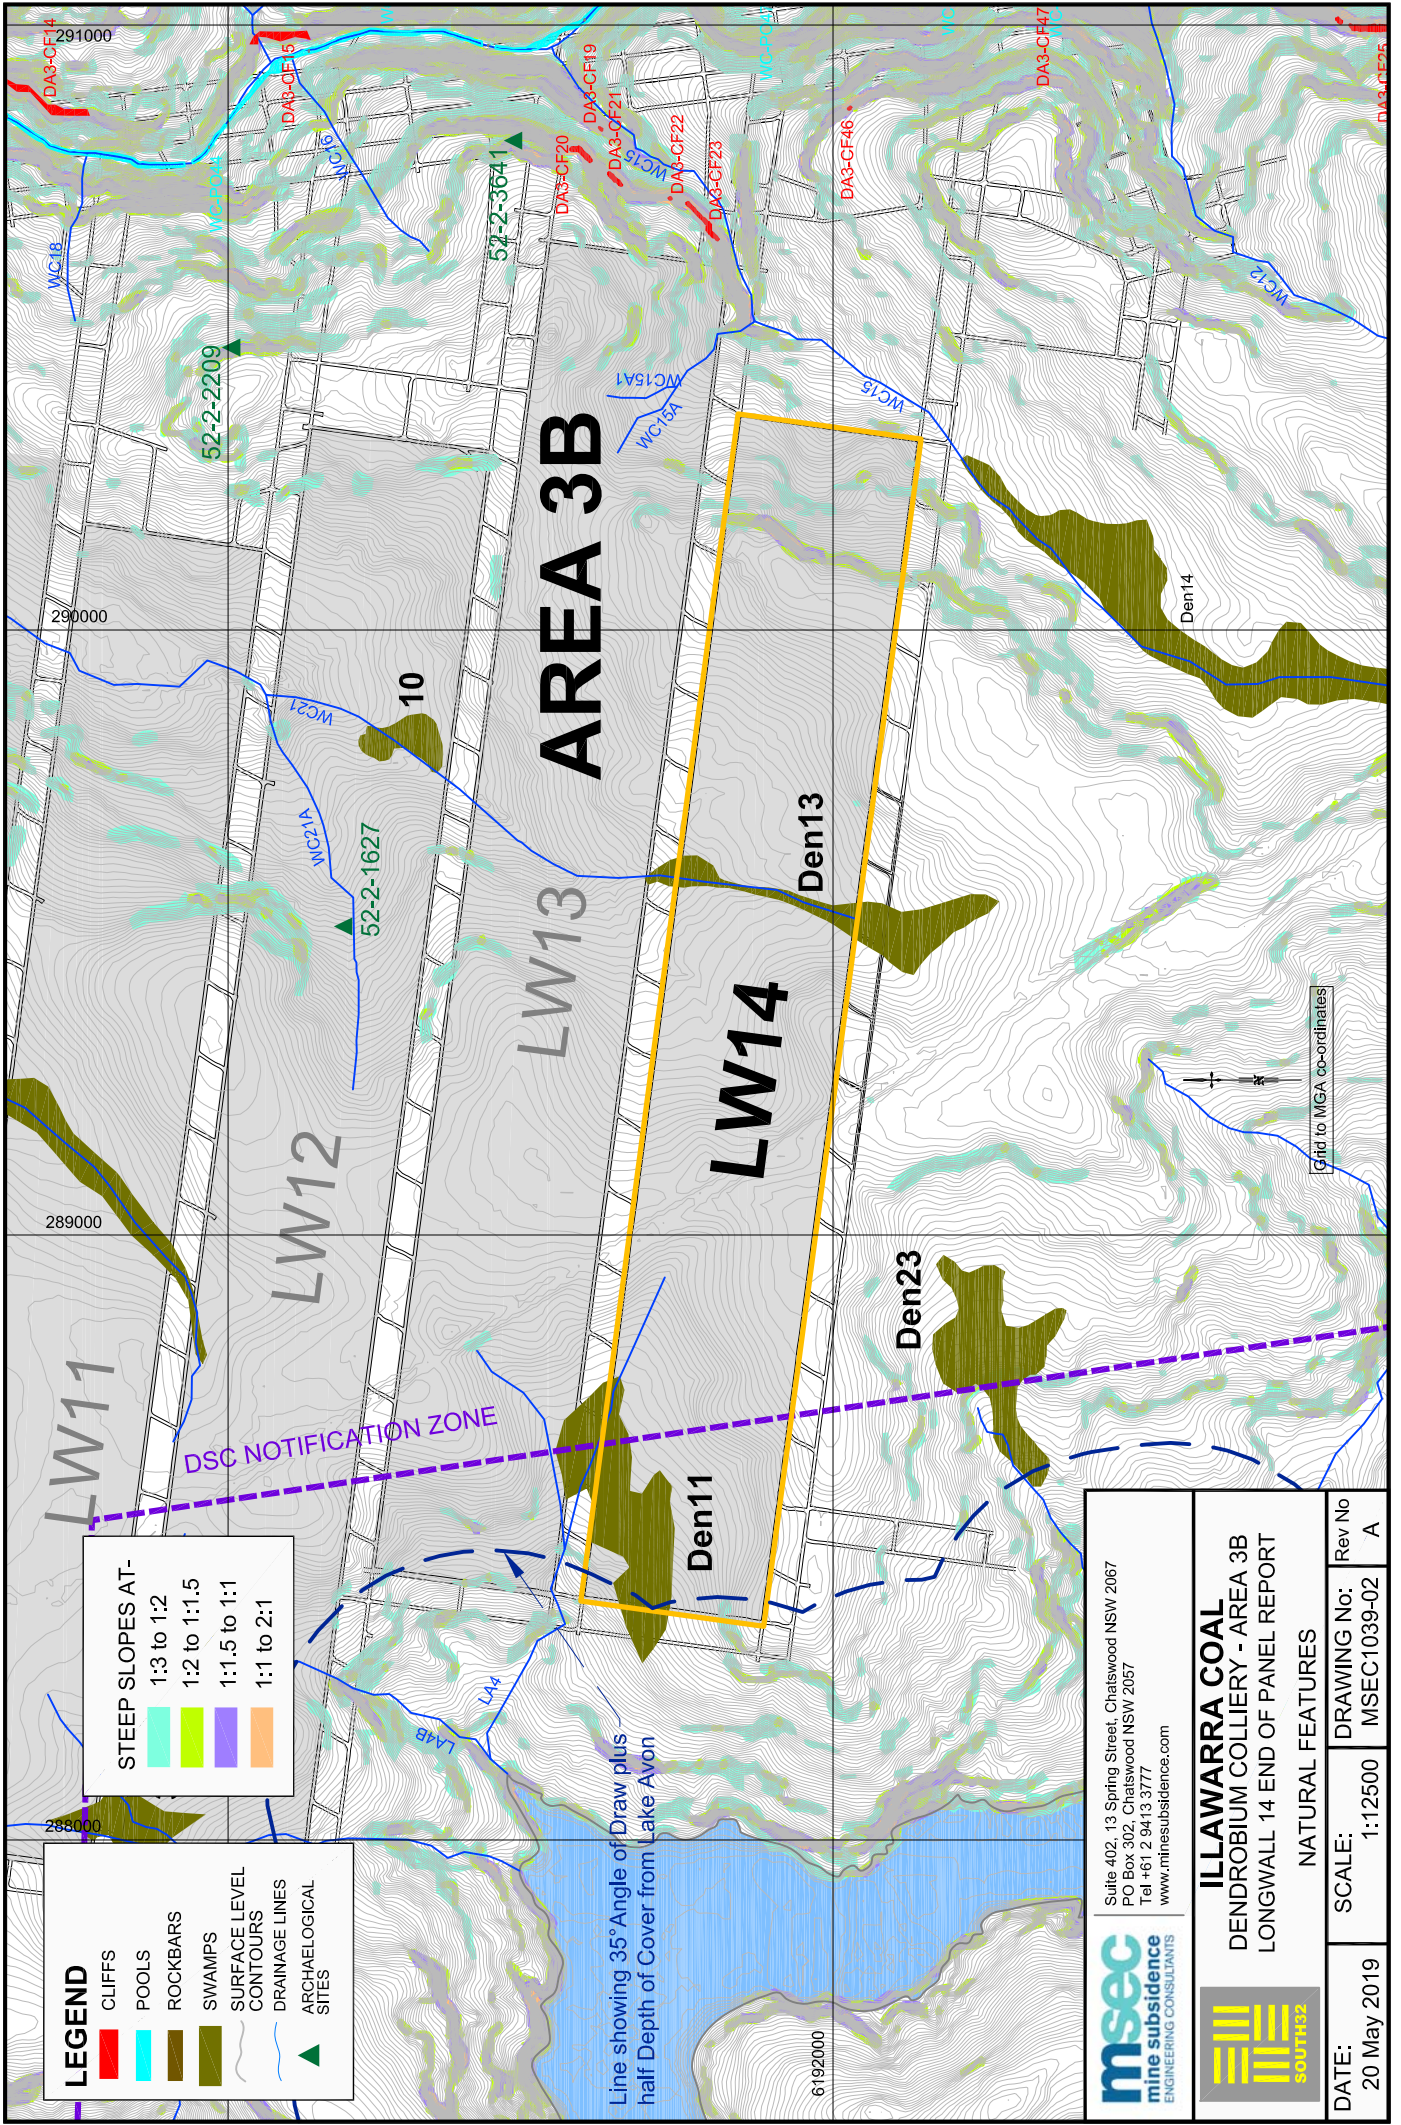 LEGEND
CLIFFS
POOLS
ROCKBARS
SWAMPS
SURFACE LEVEL
CONTOURS
DRAINAGE LINES
ARCHAELOGICAL
SITES
STEEP SLOPES AT-
1:3 to 1:2
1:2 to 1:1.5
1:1.5 to 1:1
1:1 to 2:1
288000
289000
290000
291000
6192000
LW11
LW12
LW13
LW14
AREA 3B
DSC NOTIFICATION ZONE
Den11
Den13
Den14
Den23
10
52-2-1627
52-2-2209
52-2-3641
WC21
WC21A
WC18
WC16
WC15
WC15
WC15A
WC15A1
WC12
LA4
LA4B
DA3-CF14
DA3-CF15
DA3-CF19
DA3-CF20
DA3-CF21
DA3-CF22
DA3-CF23
DA3-CF46
DA3-CF47
DA3-CF25
Line showing 35° Angle of Draw plus
half Depth of Cover from Lake Avon
Grid to MGA co-ordinates
N
msec
mine subsidence
ENGINEERING CONSULTANTS
Suite 402, 13 Spring Street, Chatswood NSW 2067
PO Box 302, Chatswood NSW 2057
Tel +61 2 9413 3777
www.minesubsidence.com
SOUTH32
ILLAWARRA COAL
DENDROBIUM COLLIERY - AREA 3B
LONGWALL 14 END OF PANEL REPORT
NATURAL FEATURES
DATE:
20 May 2019
SCALE:
1:12500
DRAWING No:
MSEC1039-02
Rev No
A